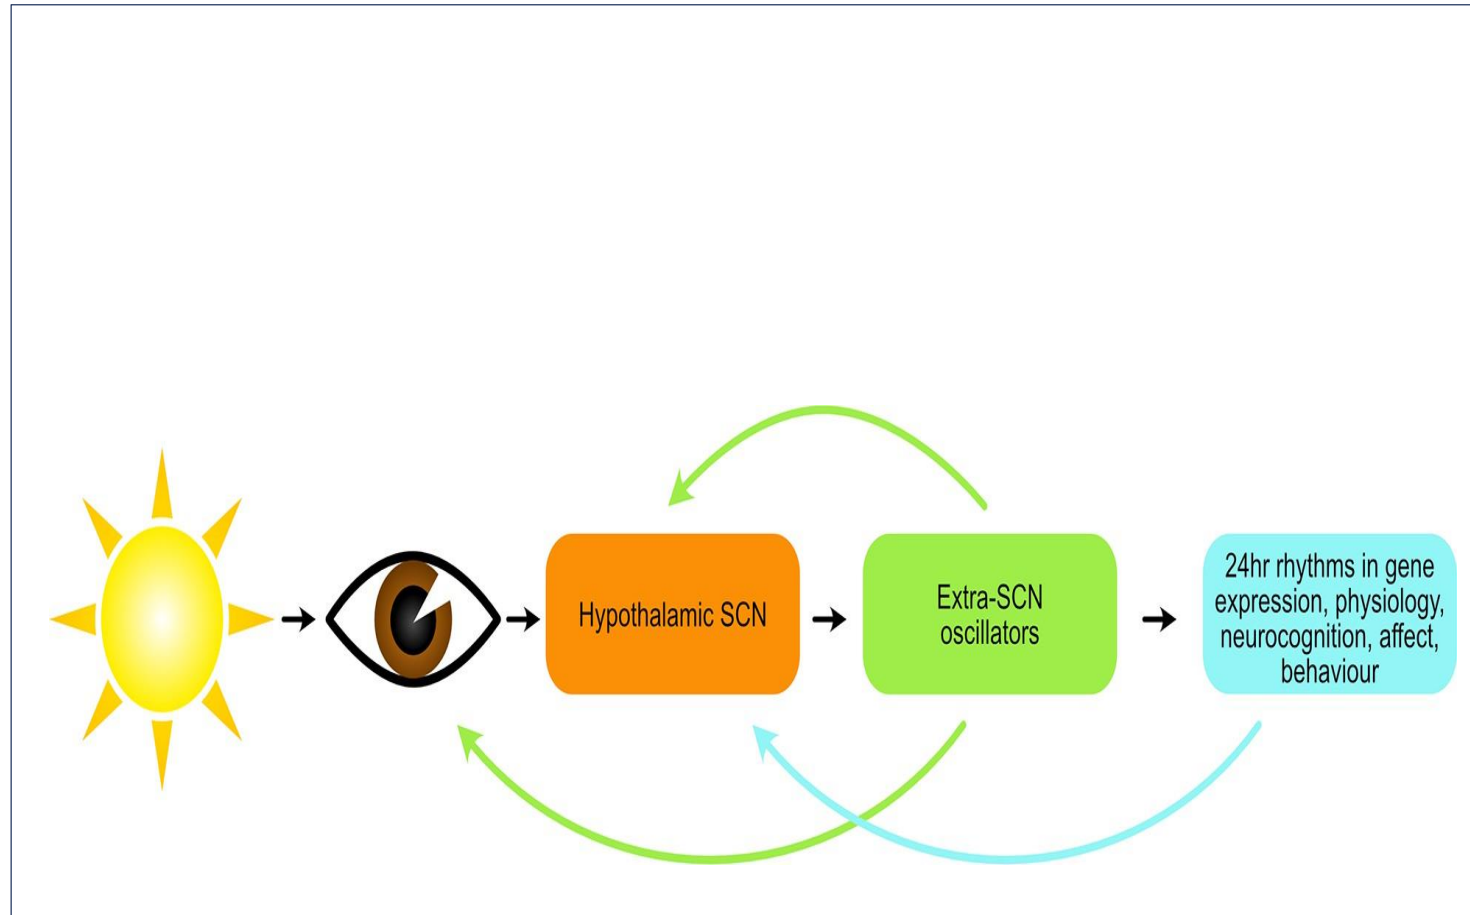 Hypothalamic SCN
Extra-SCN
oscillators
24hr rhythms in gene
expression, physiology,
neurocognition, affect,
behaviour